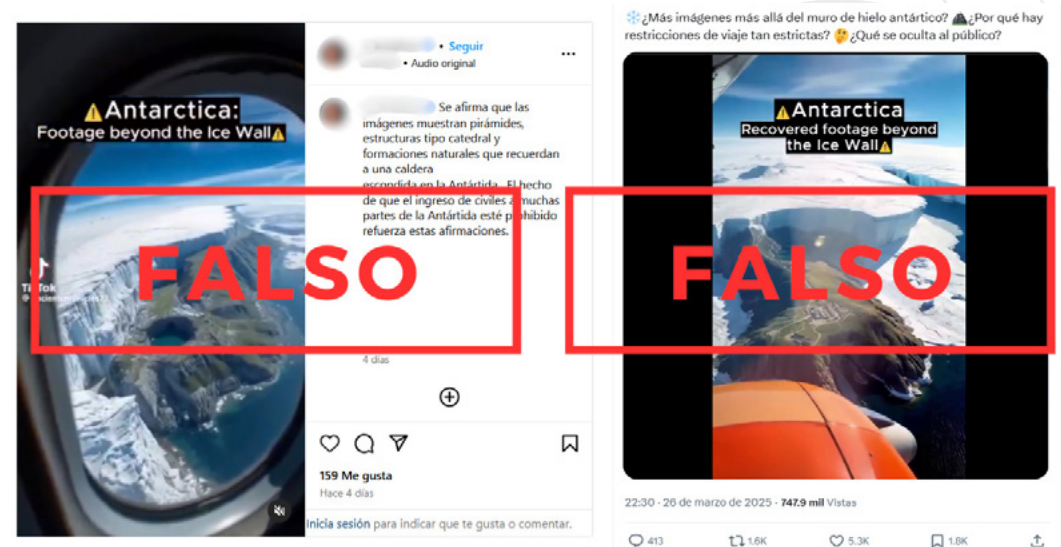 ⚠Antarctica:
Footage beyond the Ice Wall⚠
TikTok
• Seguir
• Audio original
Se afirma que las
imágenes muestran pirámides,
estructuras tipo catedral y
formaciones naturales que recuerdan
a una caldera
escondida en la Antártida. El hecho
de que el ingreso de civiles a muchas
partes de la Antártida esté prohibido
refuerza estas afirmaciones.
FALSO
4 días
159 Me gusta
Hace 4 días
Inicia sesión para indicar que te gusta o comentar.
❄️¿Más imágenes más allá del muro de hielo antártico? 🏔¿Por qué hay
restricciones de viaje tan estrictas? 🤔¿Qué se oculta al público?
⚠Antarctica
Recovered footage beyond
the Ice Wall⚠
FALSO
22:30 · 26 de marzo de 2025 · 747.9 mil Vistas
413 1.6K 5.3K 1.8K